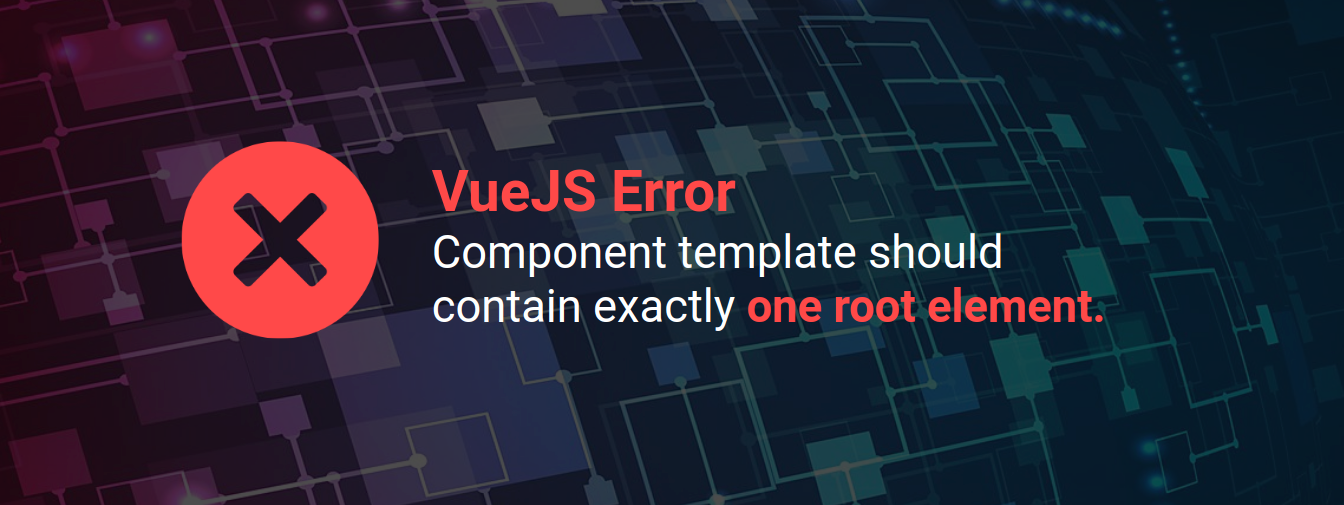 VueJS Error
Component template should
contain exactly one root element.